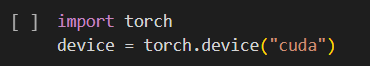 [ ] import torch
device = torch.device("cuda")